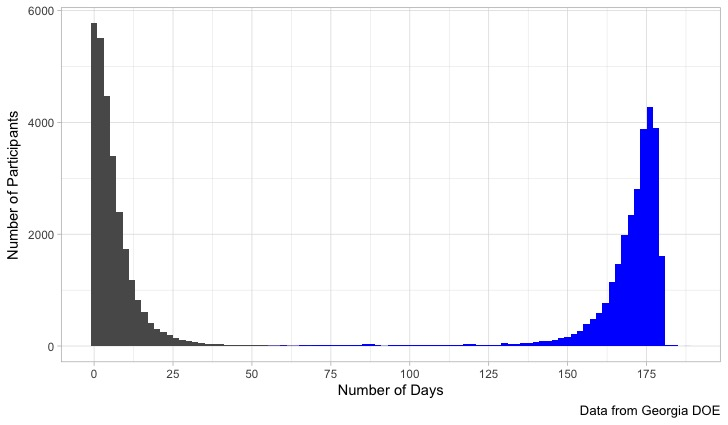 6000
4000
2000
0
Number of Participants
0 25 50 75 100 125 150 175
Number of Days
Data from Georgia DOE